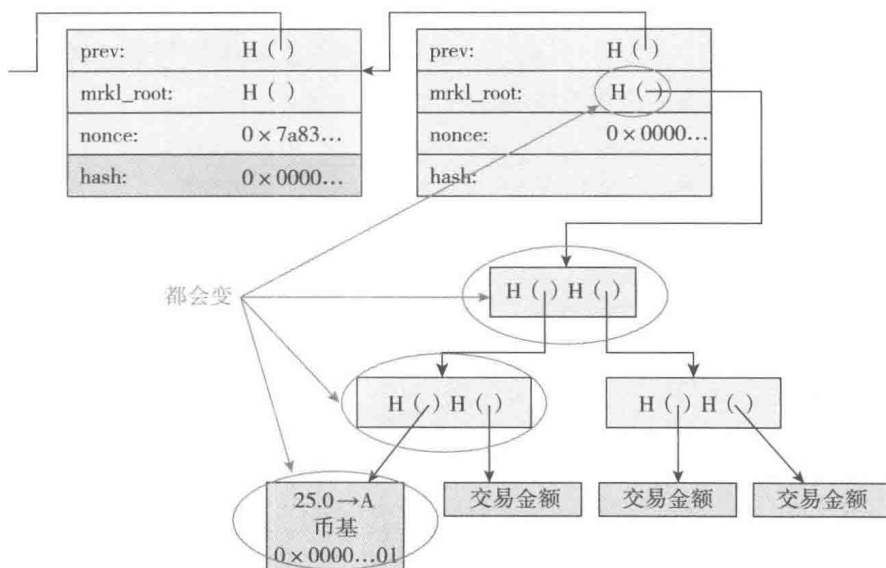 prev: H ( )
mrkl_root: H ( )
nonce: 0 × 7a83...
hash: 0 × 0000...
prev: H ( )
mrkl_root: H ( )
nonce: 0 × 0000...
hash:
都会变
H ( ) H ( )
H ( ) H ( )
H ( ) H ( )
25.0→A
币基
0 × 0000...01
交易金额
交易金额
交易金额